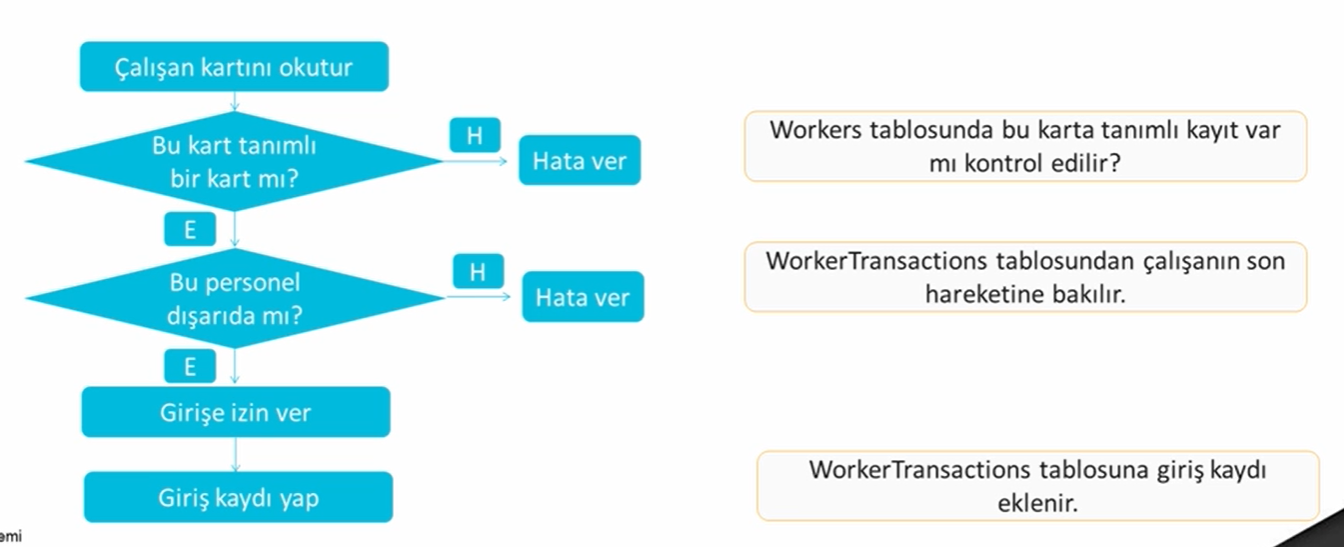 Çalışan kartını okutur
Bu kart tanımlı
bir kart mı?
H
Hata ver
E
Bu personel
dışarıda mı?
H
Hata ver
E
Girişe izin ver
Giriş kaydı yap
Workers tablosunda bu karta tanımlı kayıt var
mı kontrol edilir?
WorkerTransactions tablosundan çalışanın son
hareketine bakılır.
WorkerTransactions tablosuna giriş kaydı
eklenir.